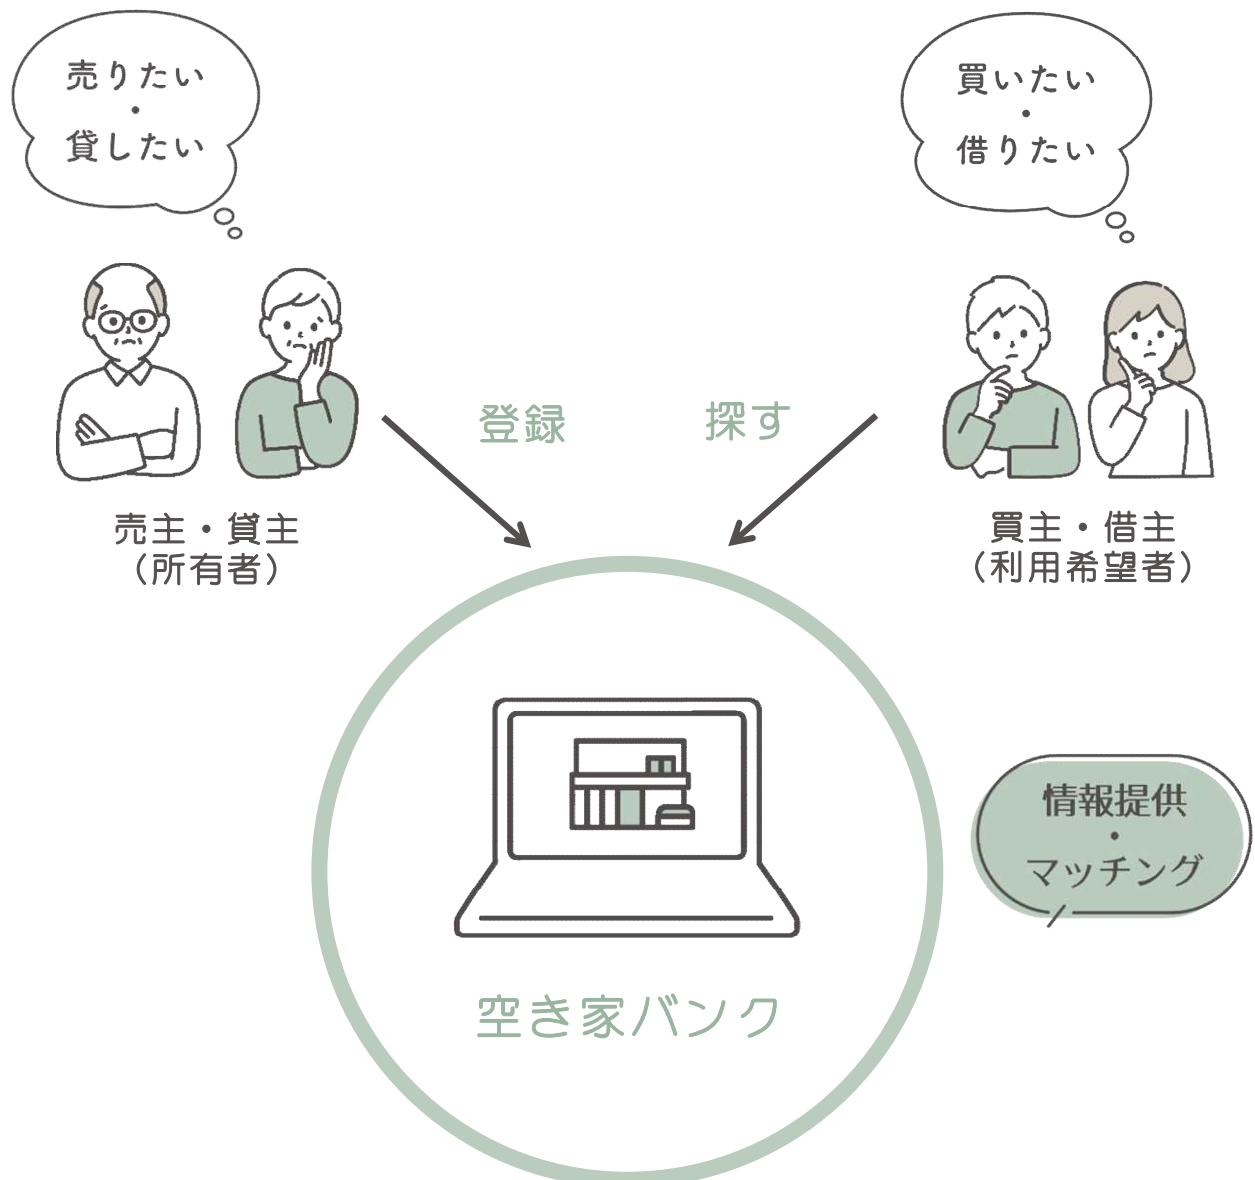 売りたい
・
貸したい
買いたい
・
借りたい
登録
探す
売主・貸主
（所有者）
買主・借主
（利用希望者）
情報提供
・
マッチング
空き家バンク